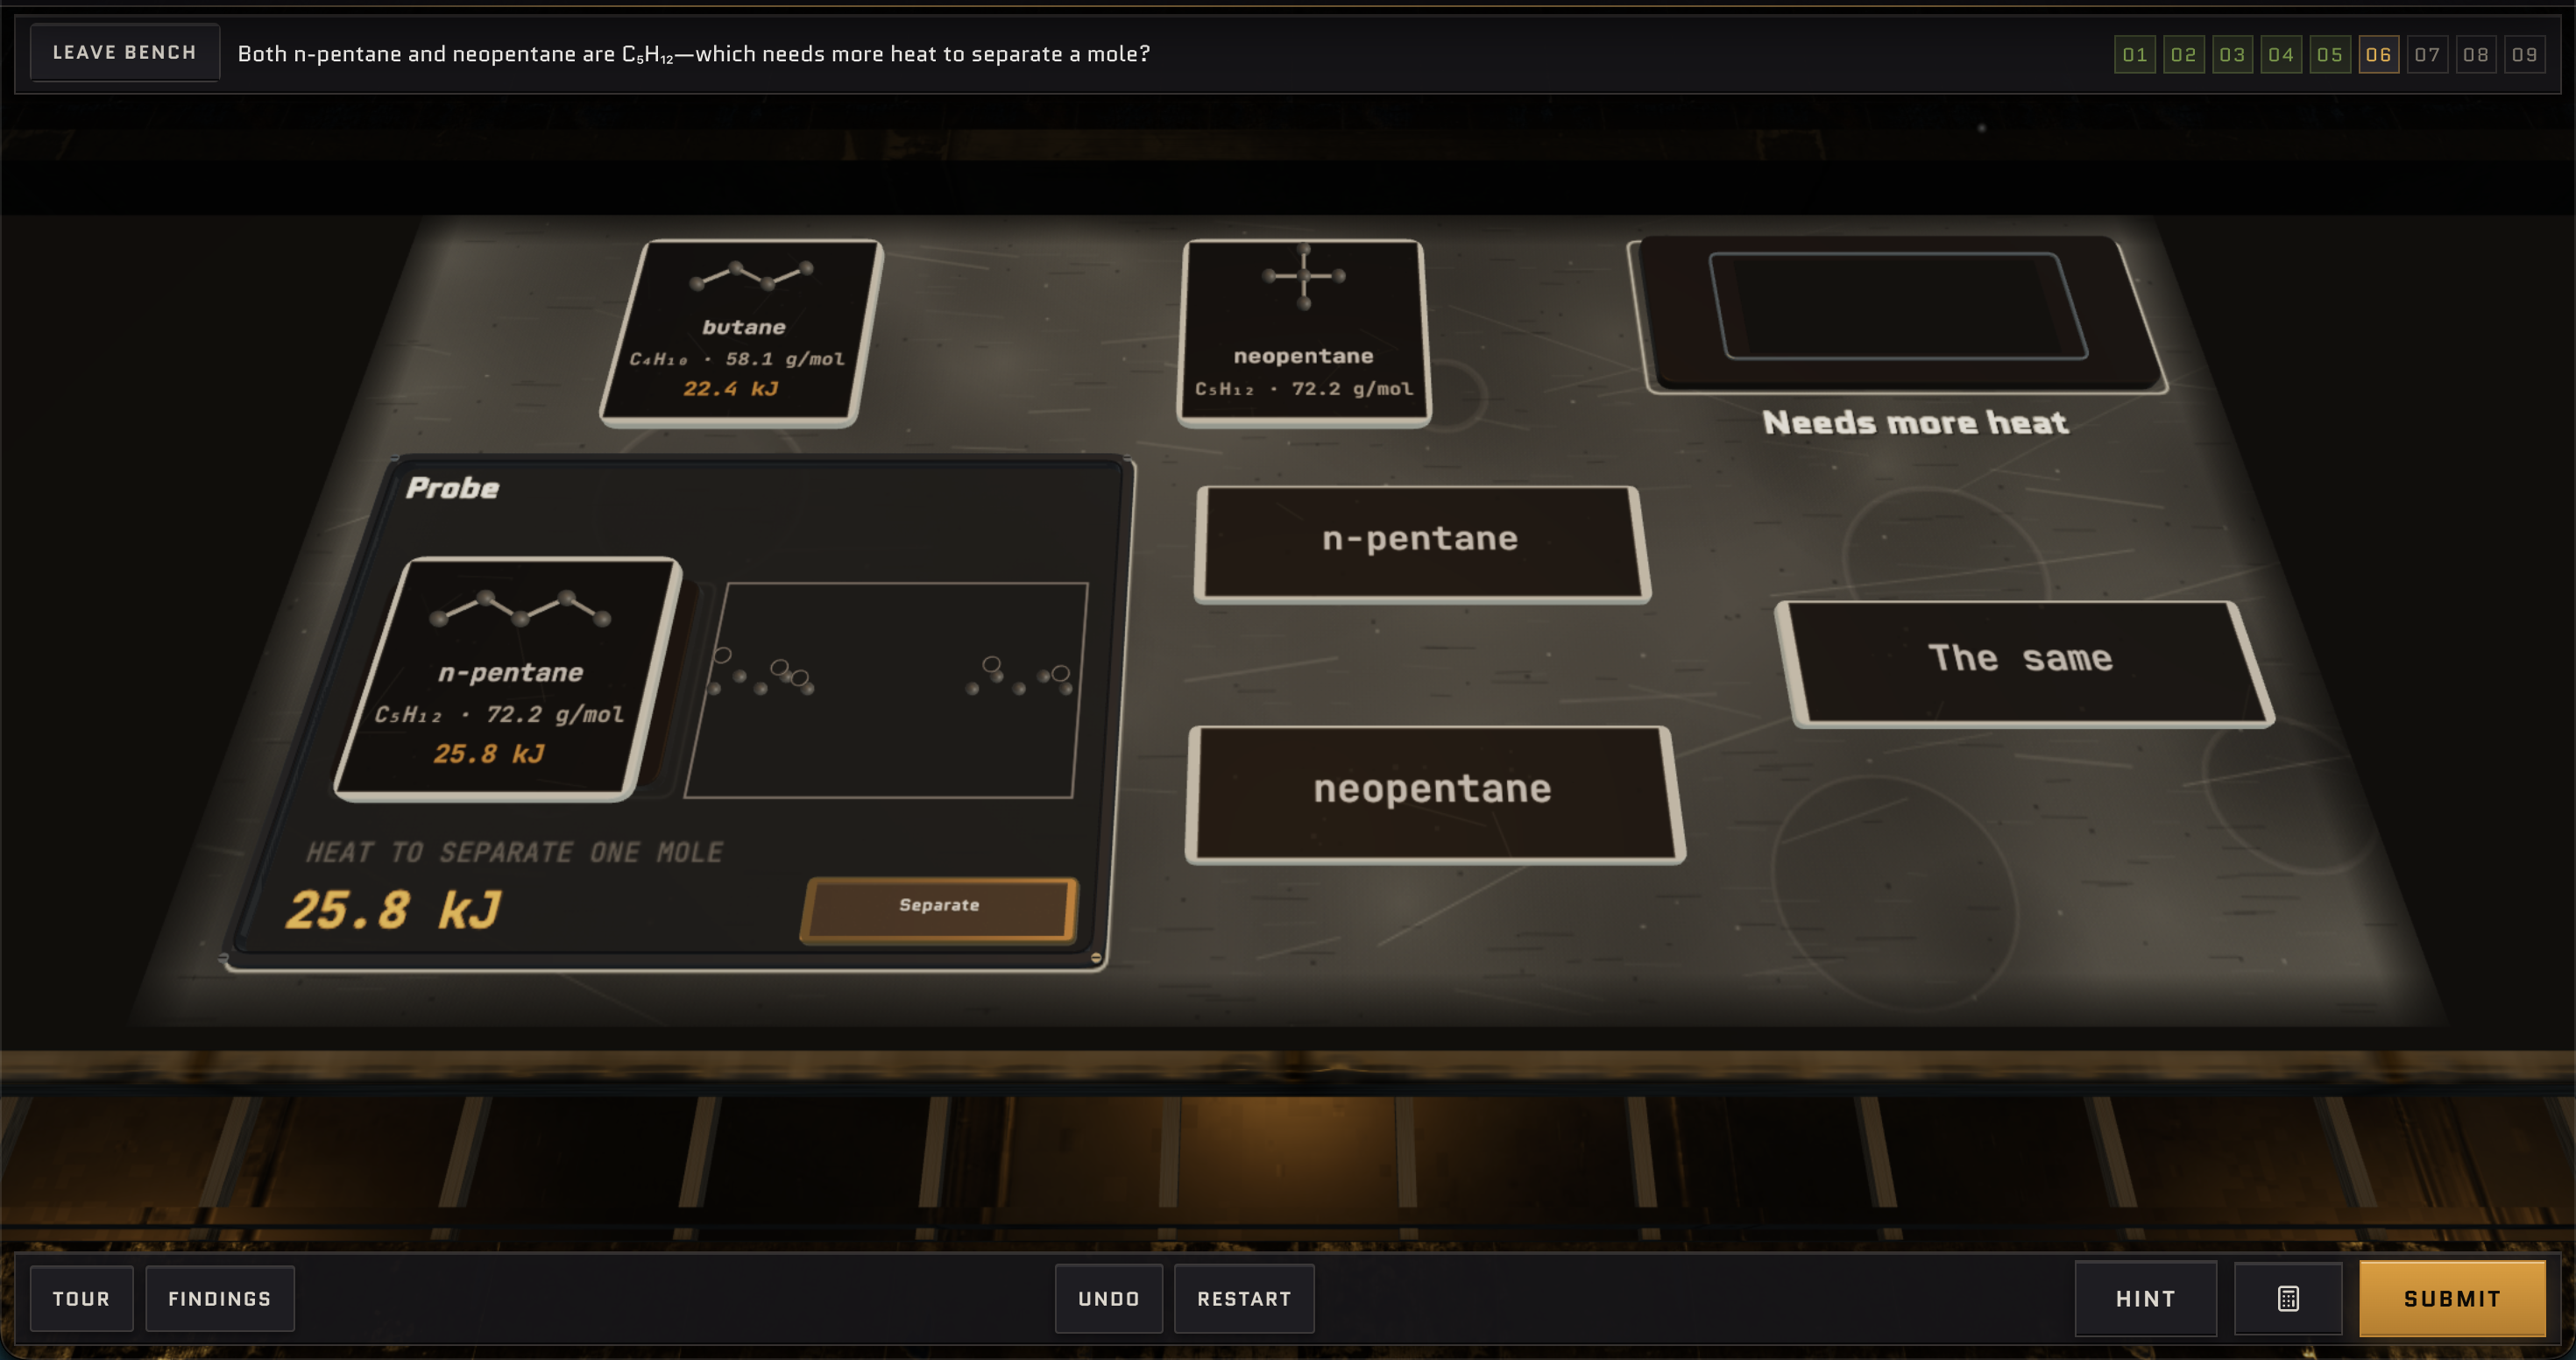 LEAVE BENCH
Both n-pentane and neopentane are C₅H₁₂—which needs more heat to separate a mole?
01 02 03 04 05 06 07 08 09
butane
C₄H₁₀ · 58.1 g/mol
22.4 kJ
neopentane
C₅H₁₂ · 72.2 g/mol
Needs more heat
Probe
n-pentane
C₅H₁₂ · 72.2 g/mol
25.8 kJ
HEAT TO SEPARATE ONE MOLE
25.8 kJ
Separate
n-pentane
The same
neopentane
TOUR
FINDINGS
UNDO
RESTART
HINT
SUBMIT